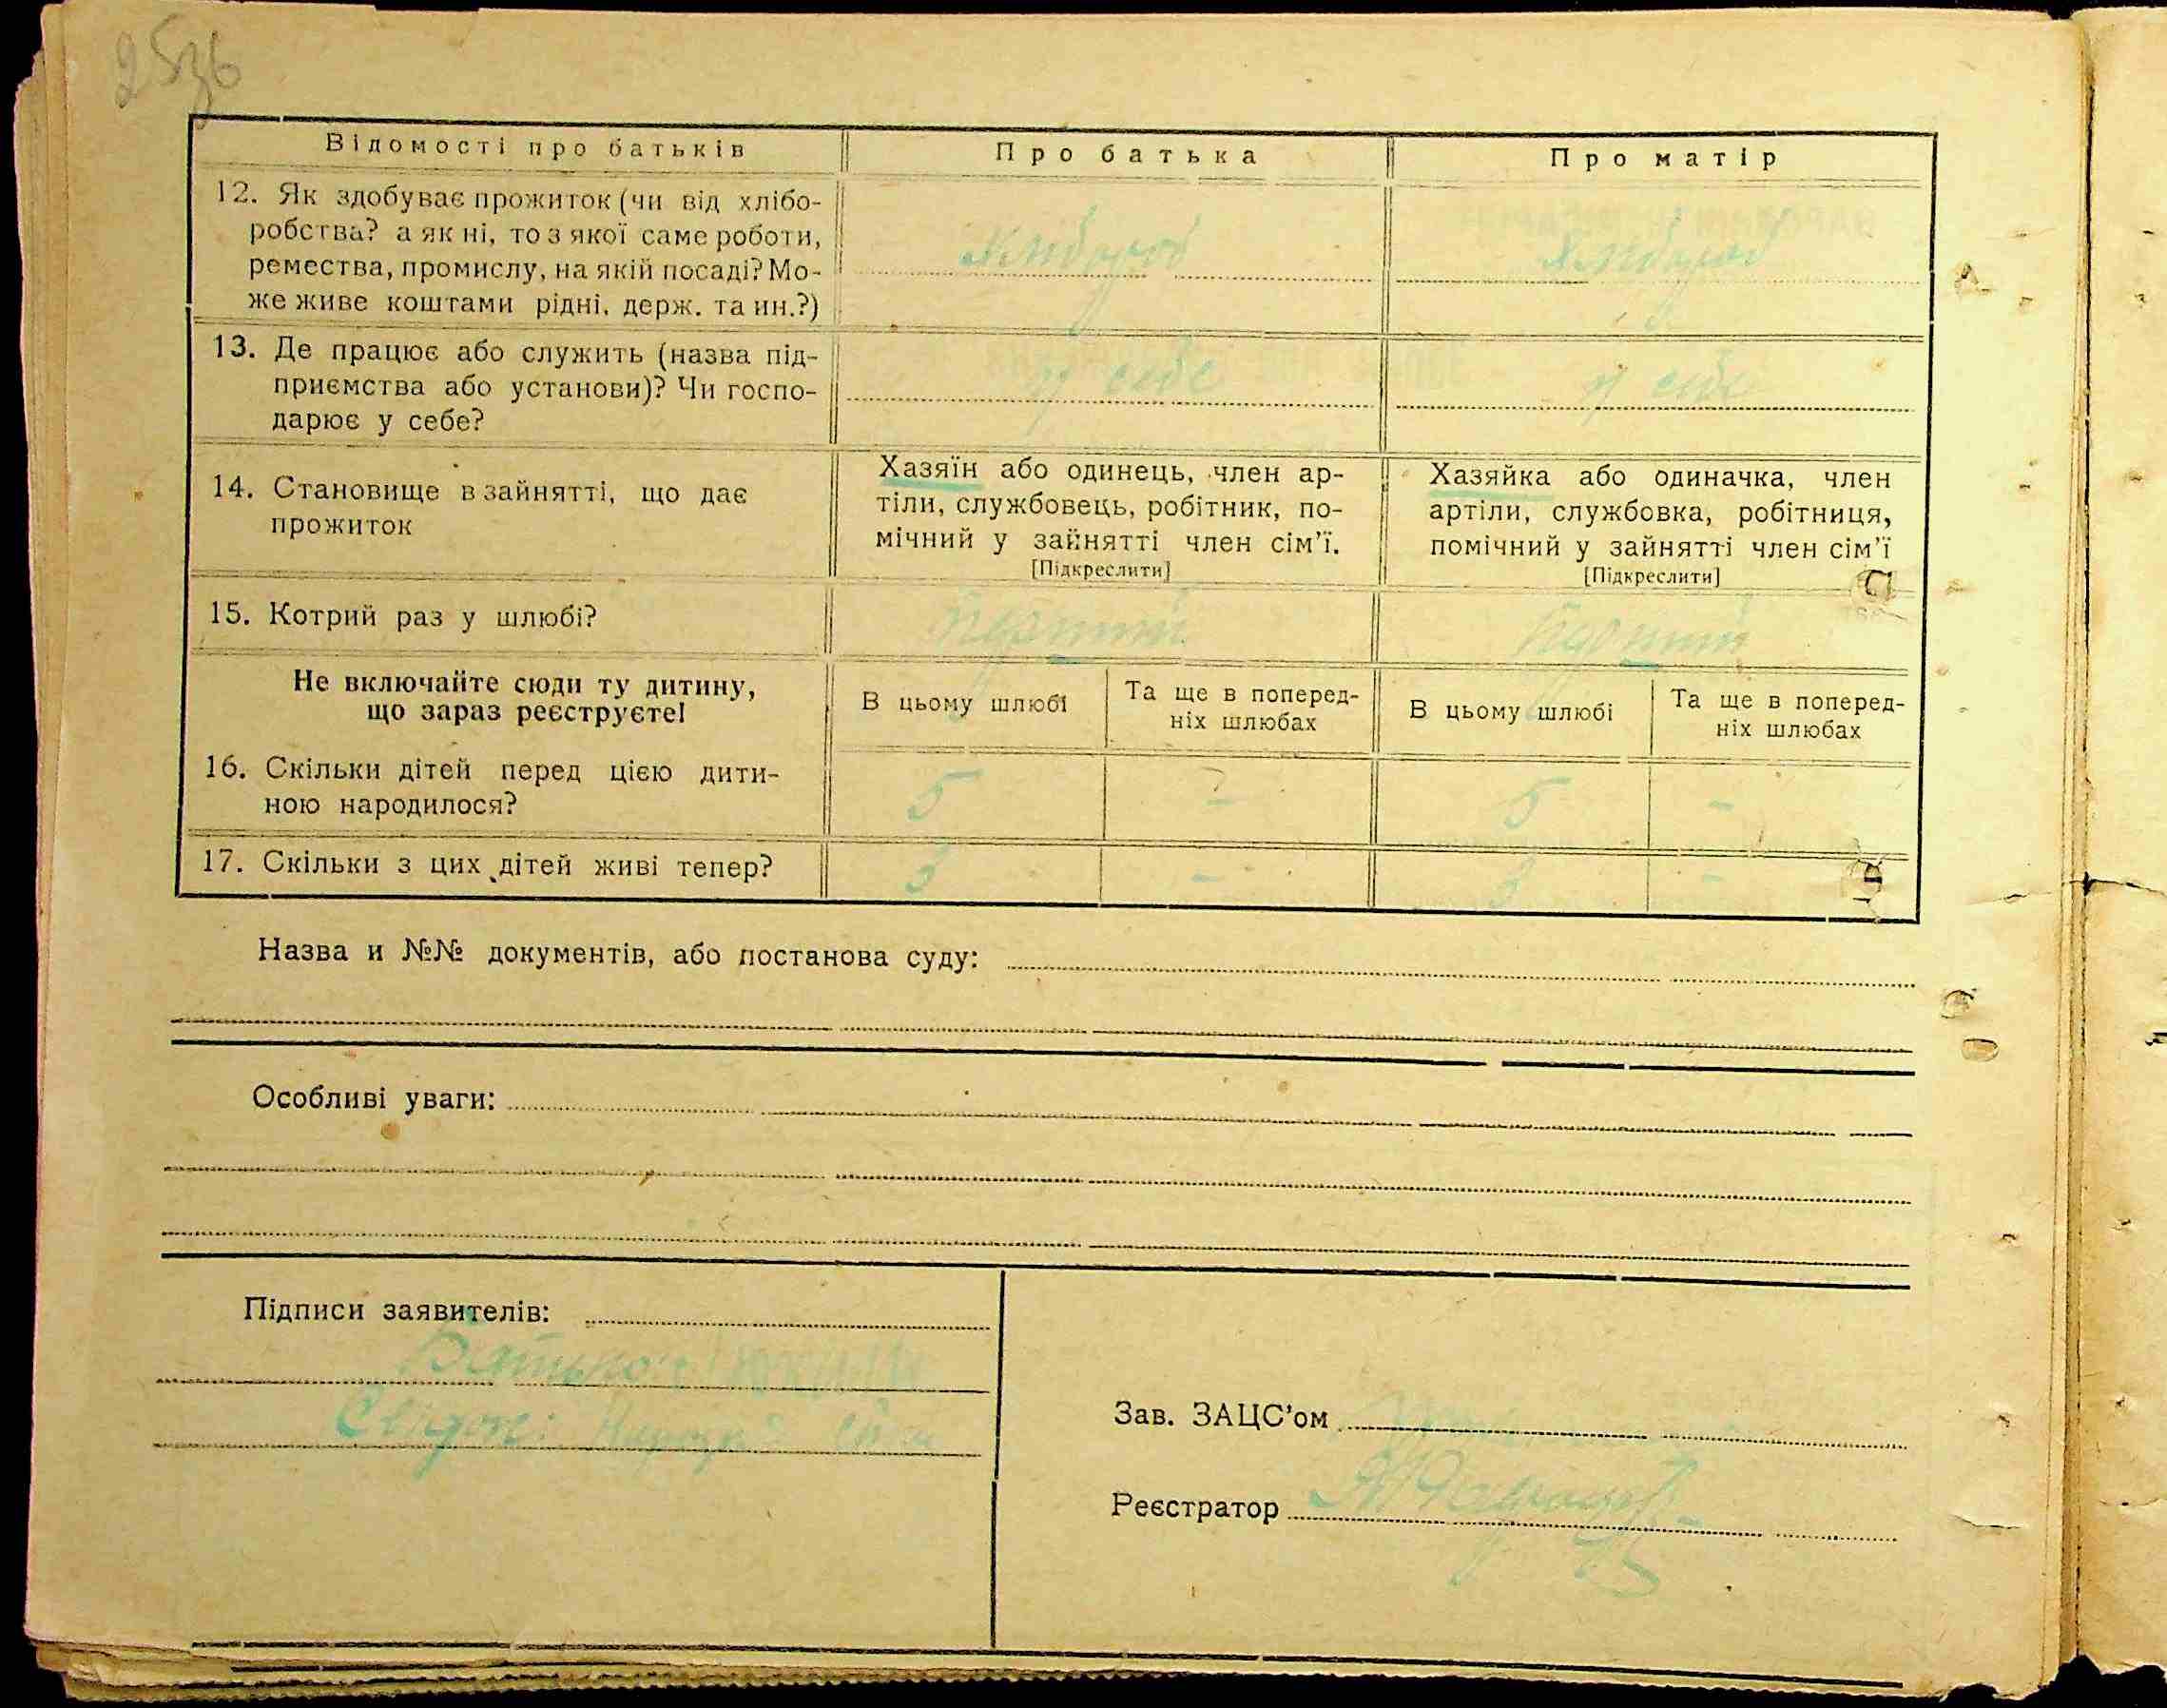 25зв
Відомості про батьків
Про батька
Про матір
12. Як здобуває прожиток (чи від хлібо-
робства? а як ні, то з якої саме роботи,
ремества, промислу, на якій посаді? Мо-
же живе коштами рідні, держ. та ин.?)
Хлібороб
Хлібороб
13. Де працює або служить (назва під-
приємства або установи)? Чи госпо-
дарює у себе?
у себе
у себе
14. Становище в зайнятті, що дає
прожиток
Хазяїн або одинець, член ар-
тіли, службовець, робітник, по-
мічний у зайнятті член сім’ї.
[Підкреслити]
Хазяйка або одиначка, член
артіли, службовка, робітниця,
помічний у зайнятті член сім’ї
[Підкреслити]
15. Котрий раз у шлюбі?
Перший
Перший
Не включайте сюди ту дитину,
що зараз реєструєте!
В цьому шлюбі
Та ще в поперед-
ніх шлюбах
В цьому шлюбі
Та ще в поперед-
ніх шлюбах
16. Скільки дітей перед цією дити-
ною народилося?
5
-
5
-
17. Скільки з цих дітей живі тепер?
3
-
3
-
Назва и №№ документів, або постанова суду:
Особливі уваги:
Підписи заявителів:
Батько:
Свідок:
Зав. ЗАЦС’ом
Реєстратор